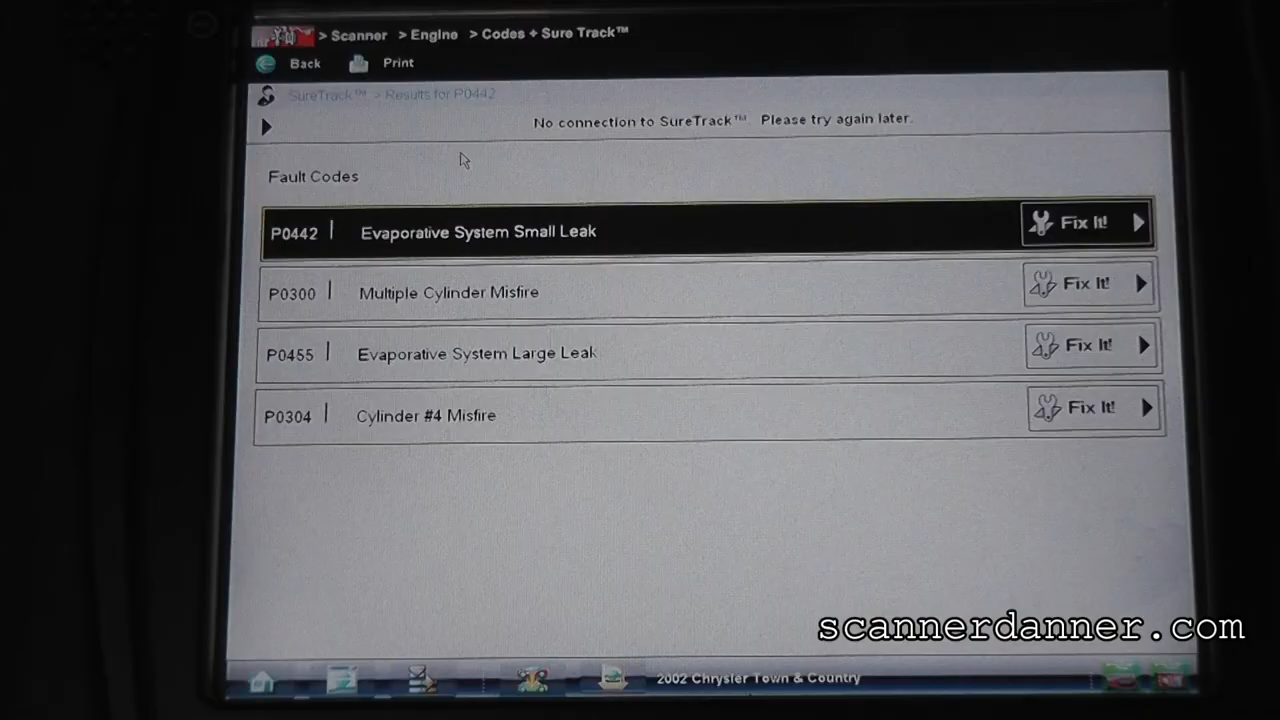 > Scanner > Engine > Codes + Sure Track™
Back Print
SureTrack™ > Results for P0442
No connection to SureTrack™. Please try again later.
Fault Codes
P0442 | Evaporative System Small Leak Fix It!
P0300 | Multiple Cylinder Misfire Fix It!
P0455 | Evaporative System Large Leak Fix It!
P0304 | Cylinder #4 Misfire Fix It!
scannerdanner.com
2002 Chrysler Town & Country